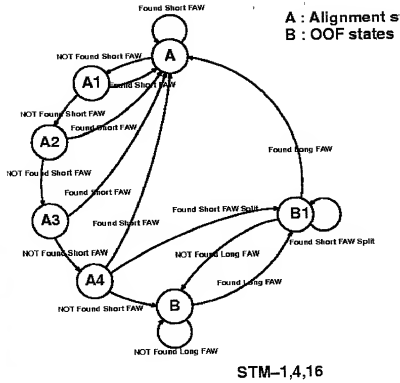 Found Short FAW
A : Alignment s
B : OOF states
NOT Found Short FAW
A
A1
Found Short FAW
NOT Found Short FAW
Found Short FAW
A2
Found Long FAW
NOT Found Short FAW
Found Short FAW
A3
Found Short FAW Split
B1
Found Short FAW
Found Short FAW Split
NOT Found Short FAW
NOT Found Long FAW
A4
Found Long FAW
NOT Found Short FAW
B
NOT Found Long FAW
STM–1,4,16